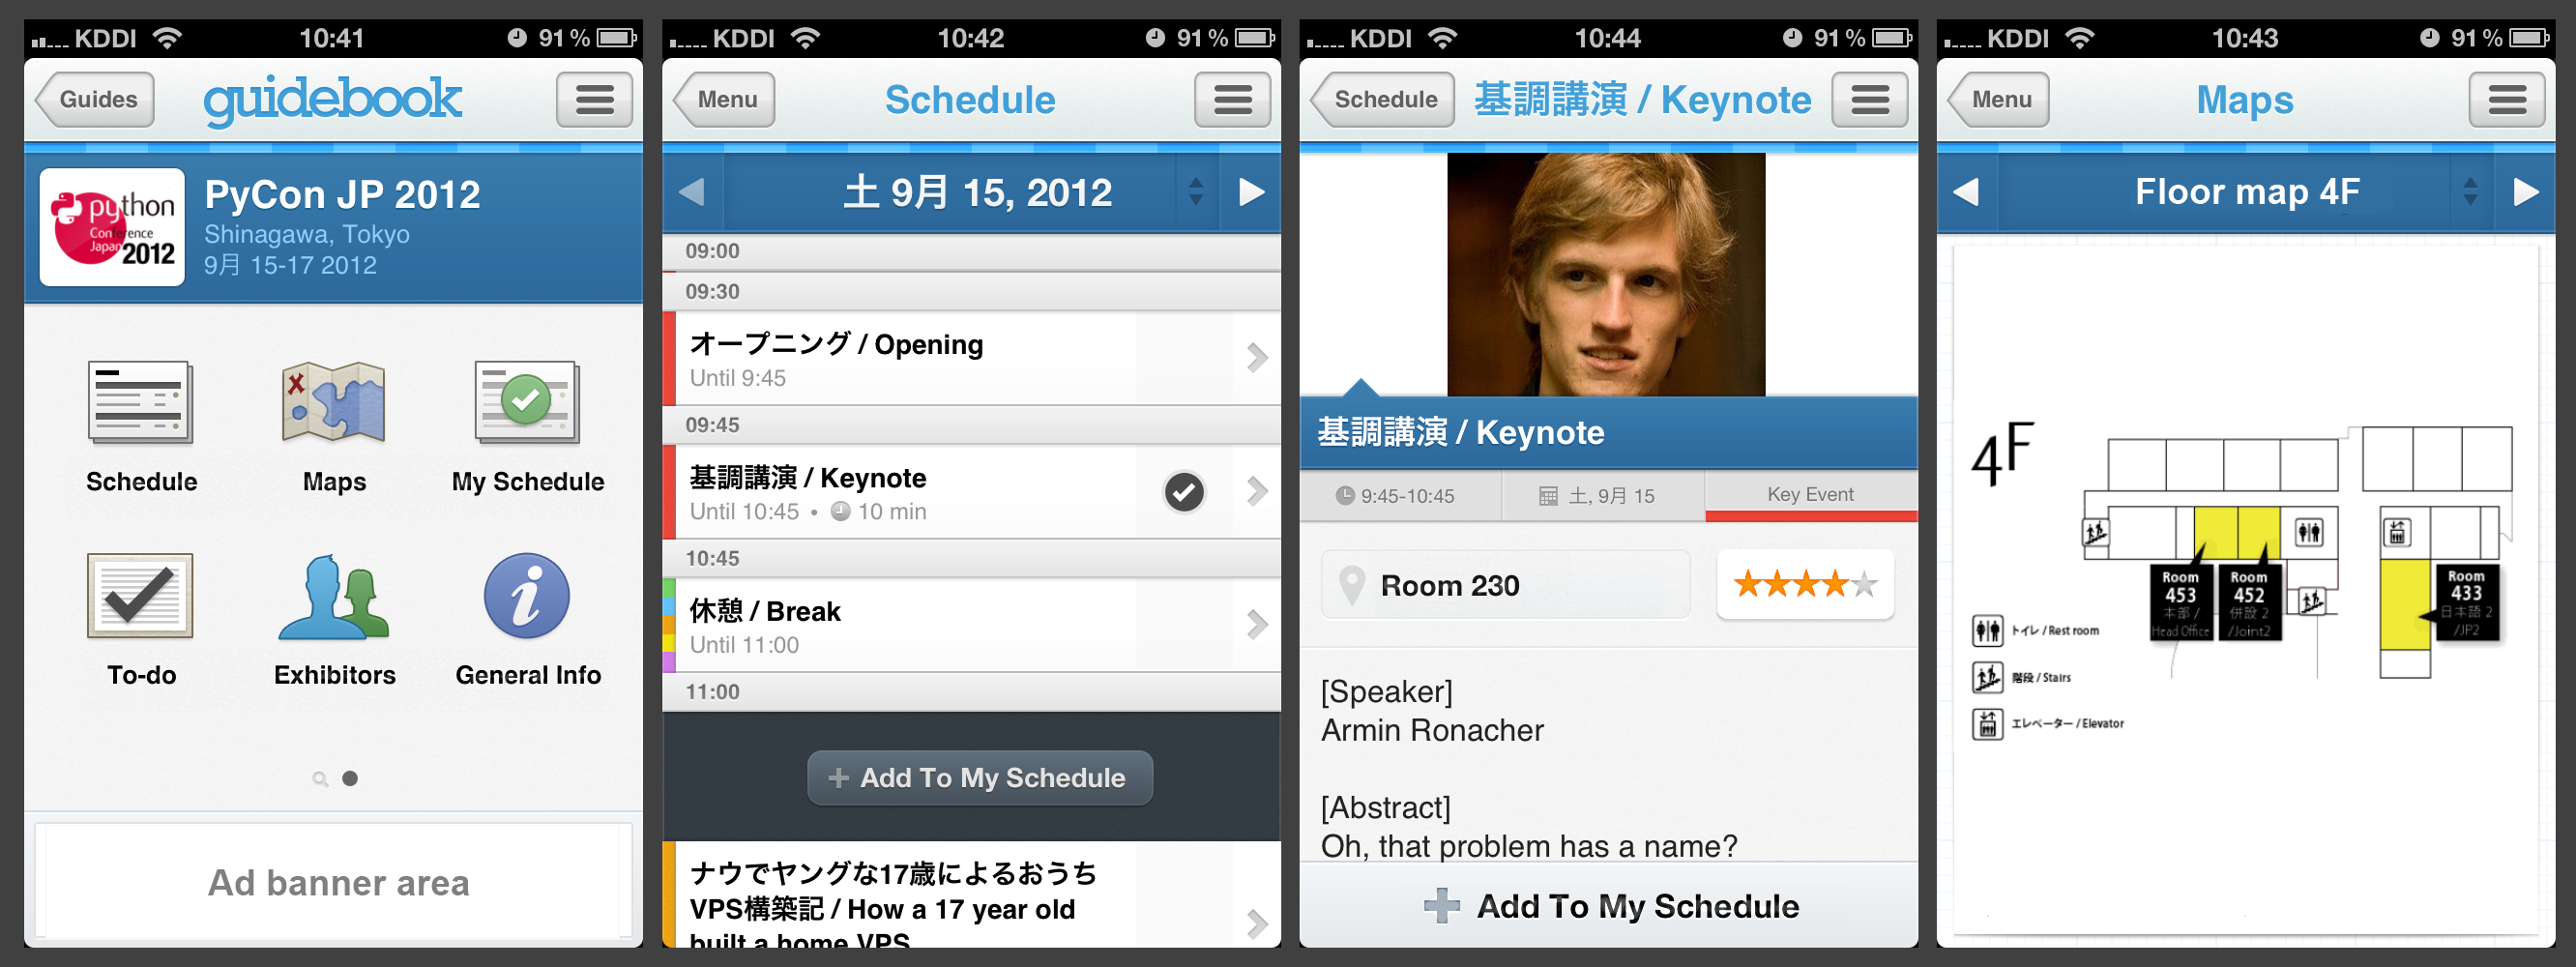 KDDI 10:41 91 %
Guides guidebook
python
Conference
Japan
2012
PyCon JP 2012
Shinagawa, Tokyo
9月 15-17 2012
Schedule Maps My Schedule
To-do Exhibitors General Info
Ad banner area
KDDI 10:42 91 %
Menu Schedule
土 9月 15, 2012
09:00
09:30
オープニング / Opening
Until 9:45
09:45
基調講演 / Keynote
Until 10:45 • 10 min
10:45
休憩 / Break
Until 11:00
11:00
+ Add To My Schedule
ナウでヤングな17歳によるおうち
VPS構築記 / How a 17 year old
built a home VPS
KDDI 10:44 91 %
Schedule 基調講演 / Keynote
基調講演 / Keynote
9:45-10:45 土, 9月 15 Key Event
Room 230
[Speaker]
Armin Ronacher
[Abstract]
Oh, that problem has a name?
Add To My Schedule
KDDI 10:43 91 %
Menu Maps
Floor map 4F
4F
Room
453
本部 /
Head Office
Room
452
併設 2
/Joint2
Room
433
日本語 2
/JP2
トイレ / Rest room
階段 / Stairs
エレベーター / Elevator